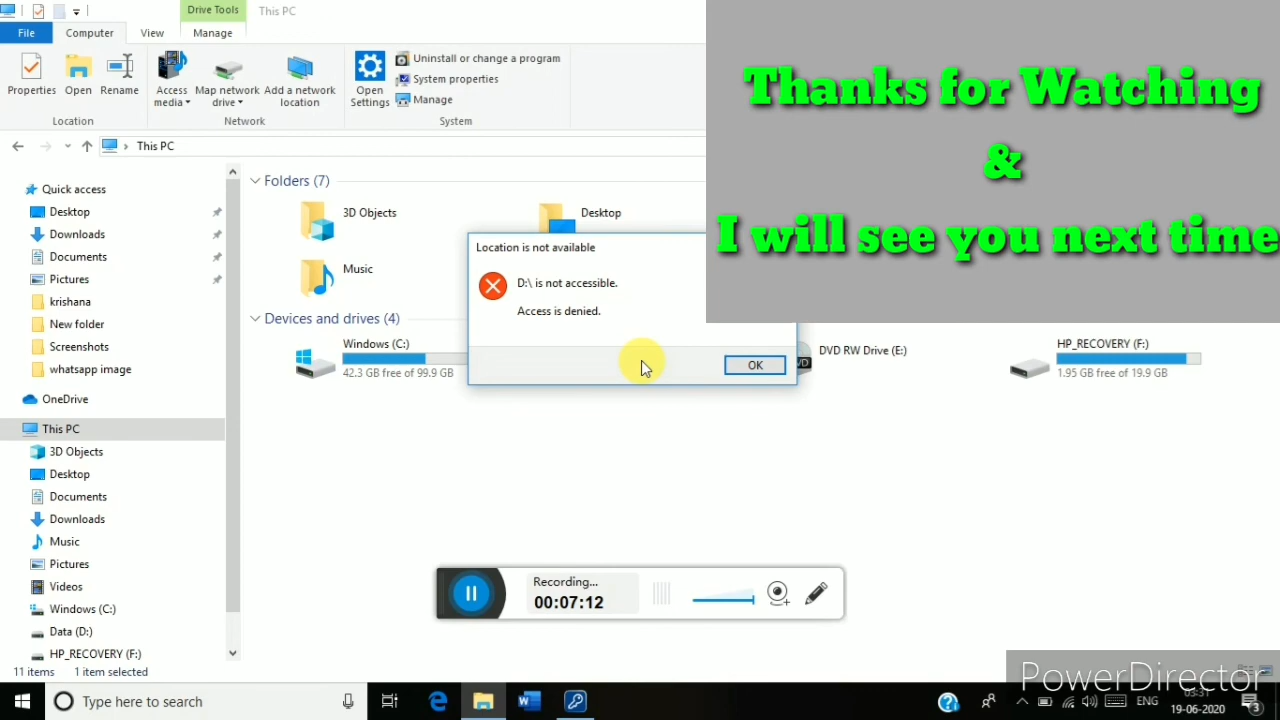 Drive Tools
This PC
File
Computer
View
Manage
Properties
Open
Rename
Access media
Map network drive
Add a network location
Open Settings
Uninstall or change a program
System properties
Manage
Location
Network
System
This PC
Thanks for Watching
&
I will see you next time
Quick access
Desktop
Downloads
Documents
Pictures
krishana
New folder
Screenshots
whatsapp image
OneDrive
This PC
3D Objects
Desktop
Documents
Downloads
Music
Pictures
Videos
Windows (C:)
Data (D:)
HP_RECOVERY (F:)
Folders (7)
3D Objects
Desktop
Music
Devices and drives (4)
Windows (C:)
42.3 GB free of 99.9 GB
DVD RW Drive (E:)
HP_RECOVERY (F:)
1.95 GB free of 19.9 GB
Location is not available
D:\ is not accessible.
Access is denied.
OK
Recording...
00:07:12
11 items
1 item selected
PowerDirector
Type here to search
ENG
03:31
19-06-2020
3